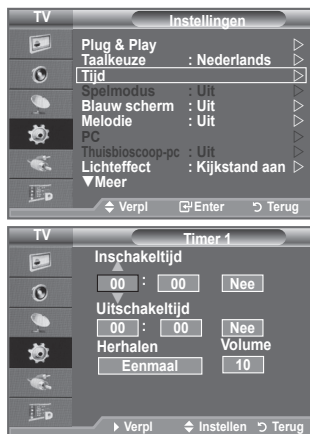 TV Instellingen
Plug & Play
Taalkeuze : Nederlands
Tijd
Spelmodus : Uit
Blauw scherm : Uit
Melodie : Uit
PC
Thuisbioscoop-pc : Uit
Lichteffect : Kijkstand aan
▼Meer
Verpl Enter Terug
TV Timer 1
Inschakeltijd
00 : 00 Nee
Uitschakeltijd
00 : 00 Nee
Herhalen Volume
Eenmaal 10
Verpl Instellen Terug